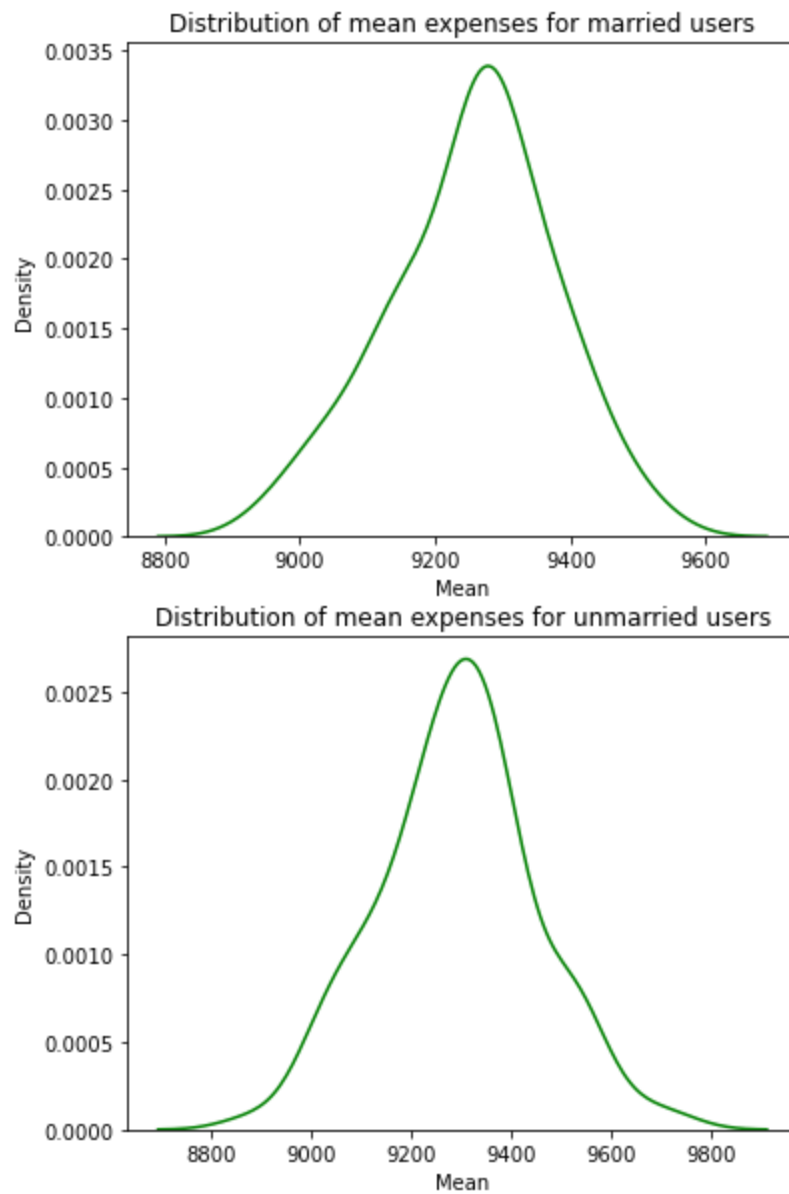 Distribution of mean expenses for married users
0.0035
0.0030
0.0025
0.0020
0.0015
0.0010
0.0005
0.0000
Density
8800 9000 9200 9400 9600
Mean
Distribution of mean expenses for unmarried users
0.0025
0.0020
0.0015
0.0010
0.0005
0.0000
Density
8800 9000 9200 9400 9600 9800
Mean